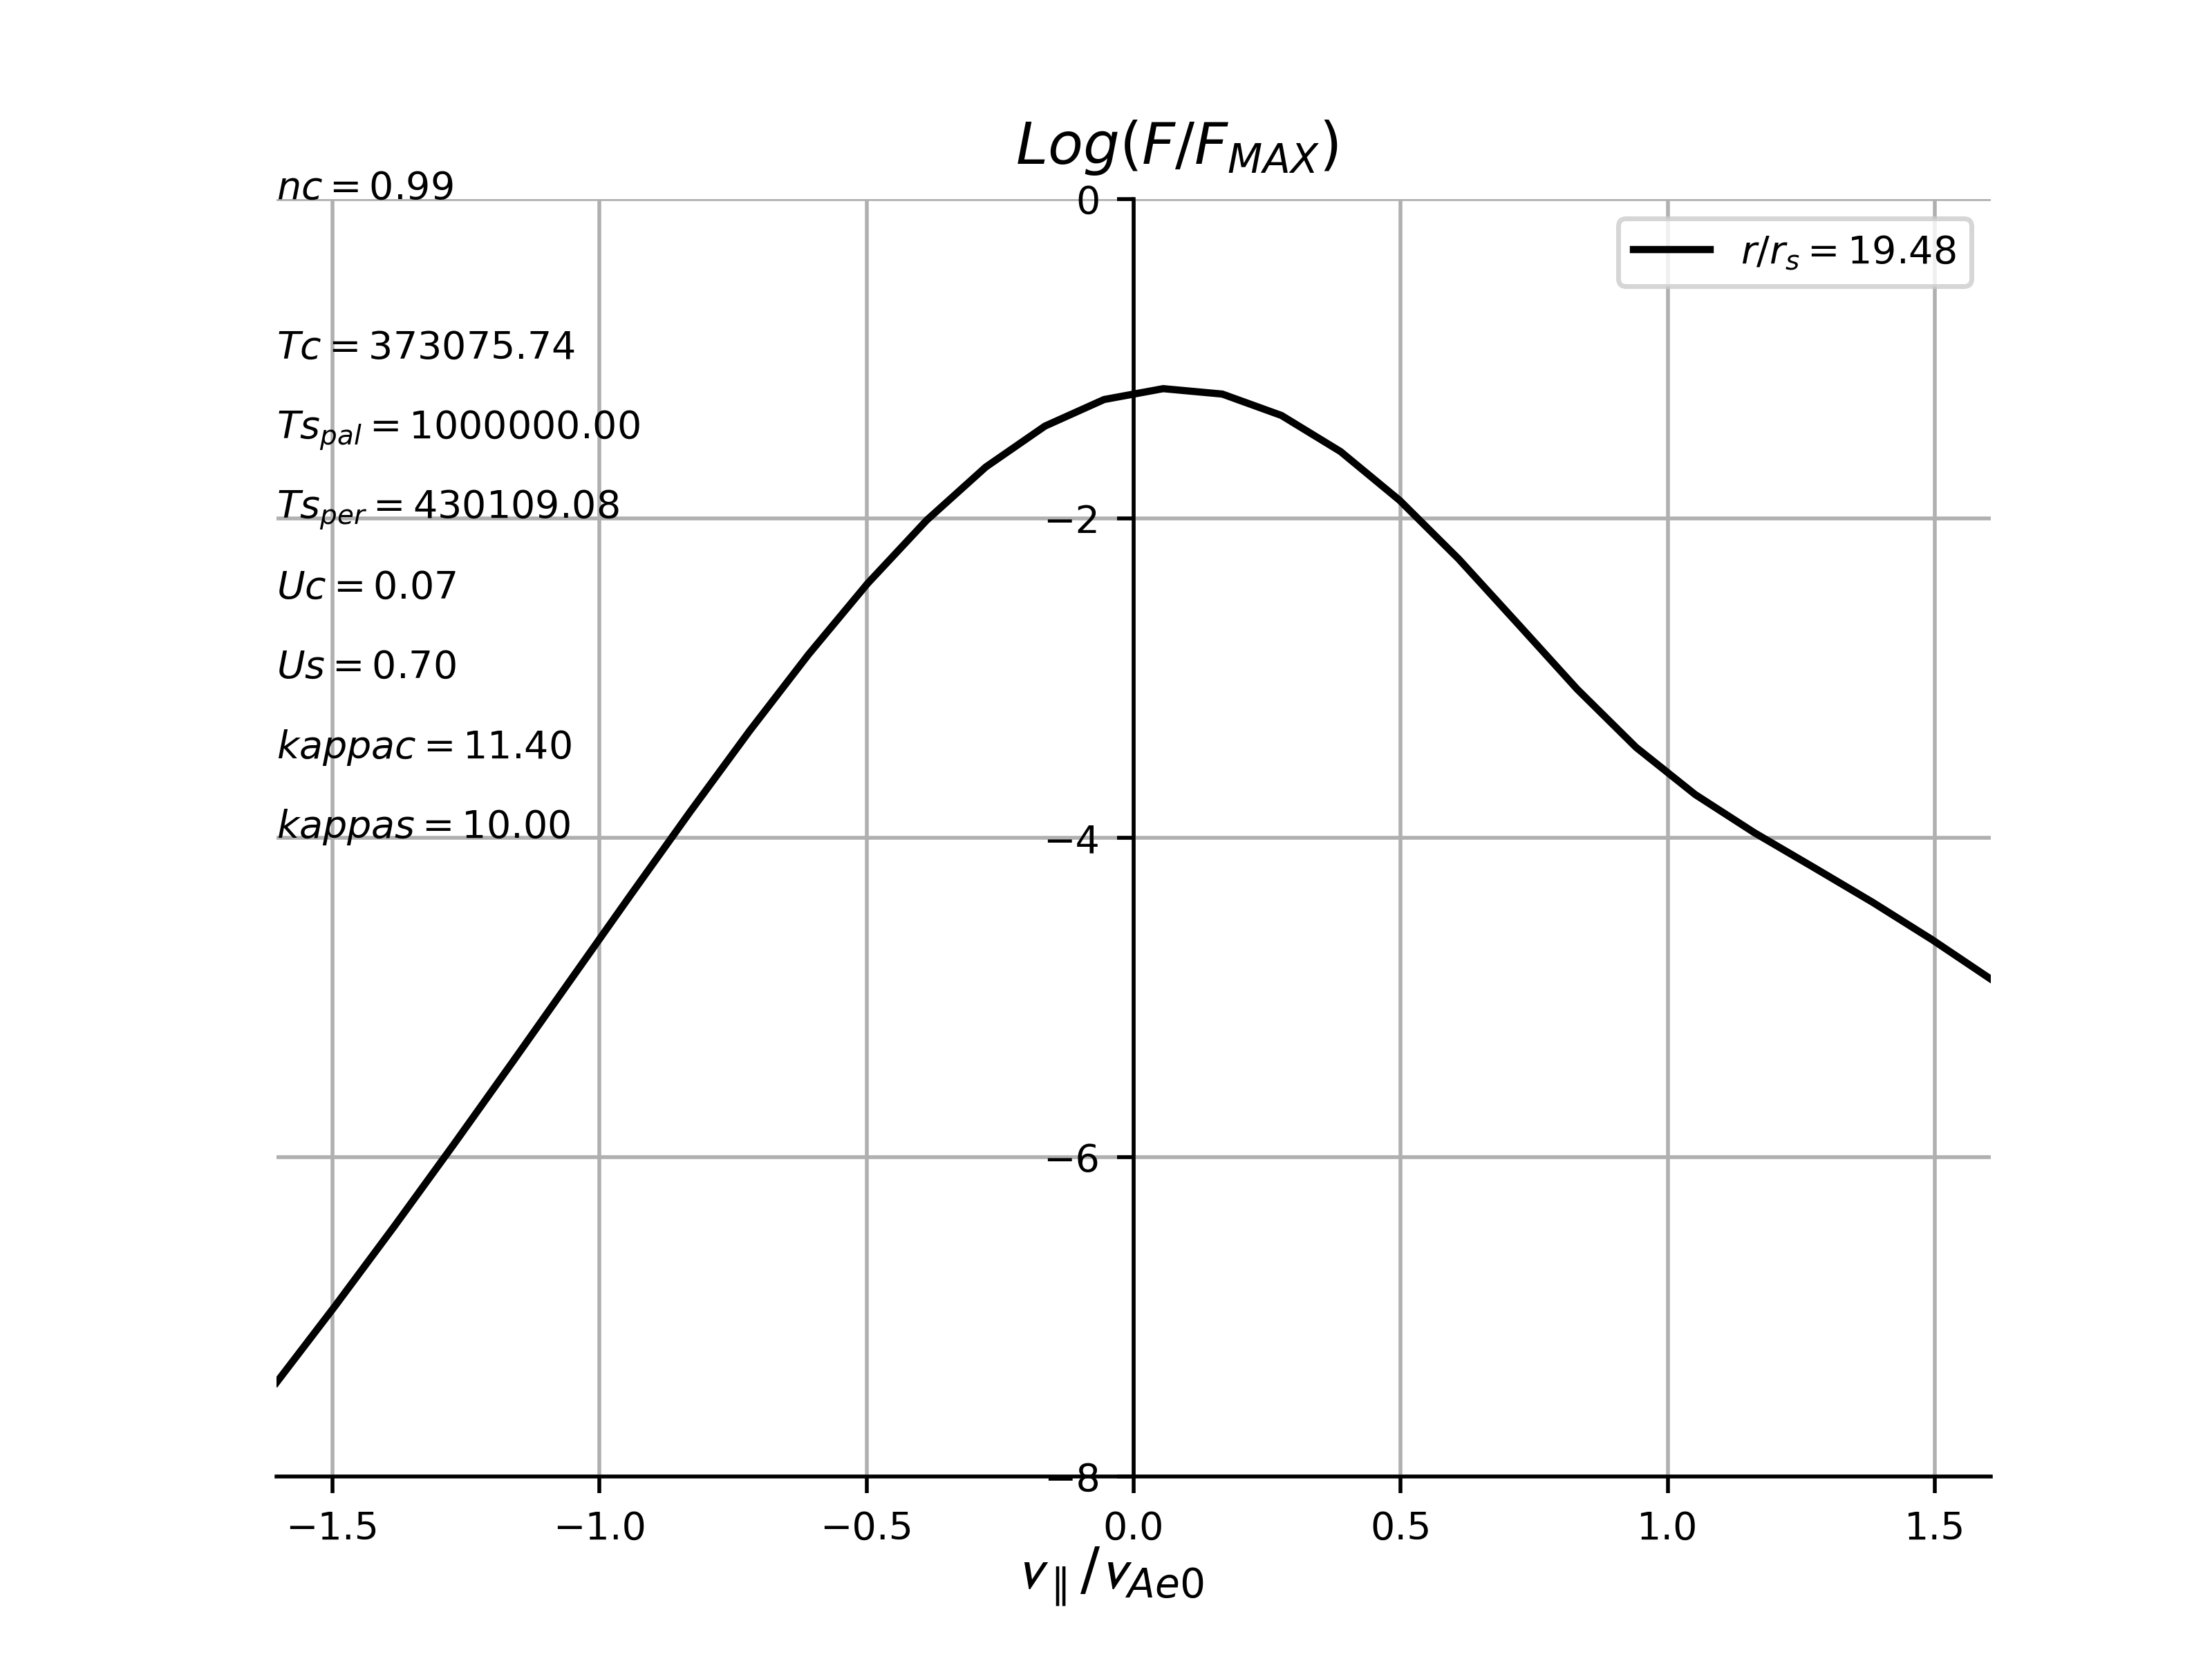 Log(F/F_MAX)
nc = 0.99
0
r/r_s = 19.48
Tc = 373075.74
Ts_pal = 1000000.00
Ts_per = 430109.08
−2
Uc = 0.07
Us = 0.70
kappac = 11.40
kappas = 10.00
−4
−6
−8
−1.5 −1.0 −0.5 0.0 0.5 1.0 1.5
v_∥/v_Ae0